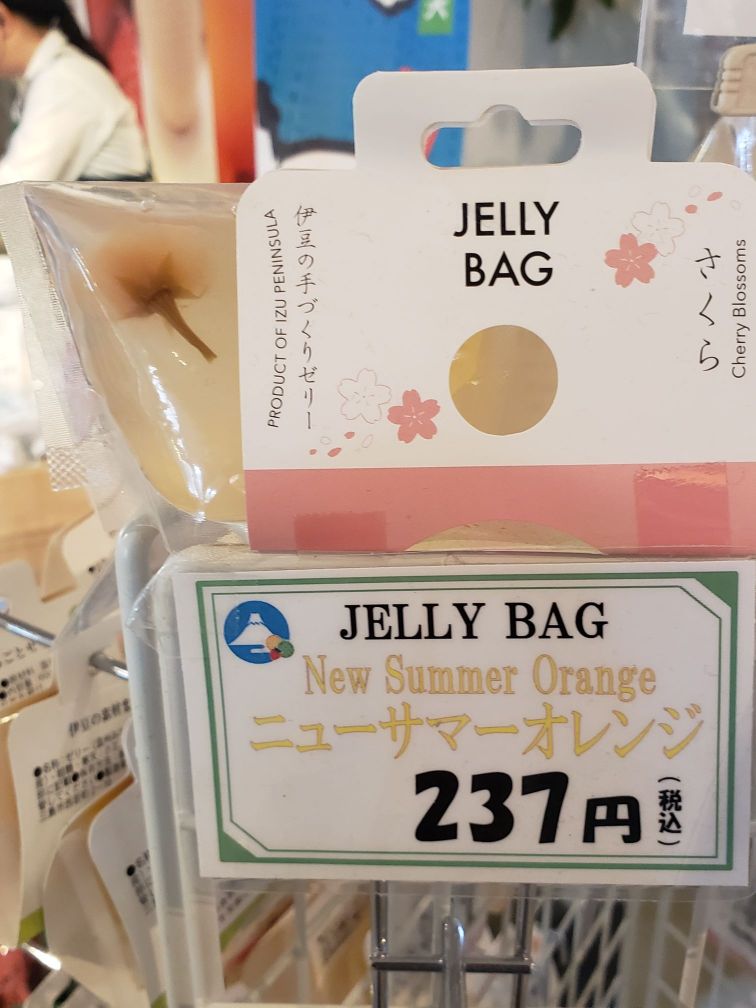 JELLY
BAG
伊豆の手づくりゼリー
PRODUCT OF IZU PENINSULA
さくら
Cherry Blossoms
JELLY BAG
New Summer Orange
ニューサマーオレンジ
237円
(税込)